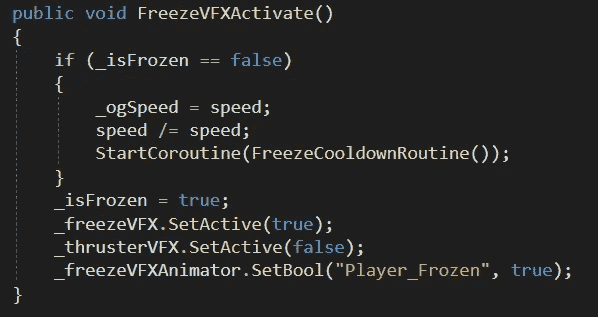 public void FreezeVFXActivate()
{
if (_isFrozen == false)
{
_ogSpeed = speed;
speed /= speed;
StartCoroutine(FreezeCooldownRoutine());
}
_isFrozen = true;
_freezeVFX.SetActive(true);
_thrusterVFX.SetActive(false);
_freezeVFXAnimator.SetBool("Player_Frozen", true);
}